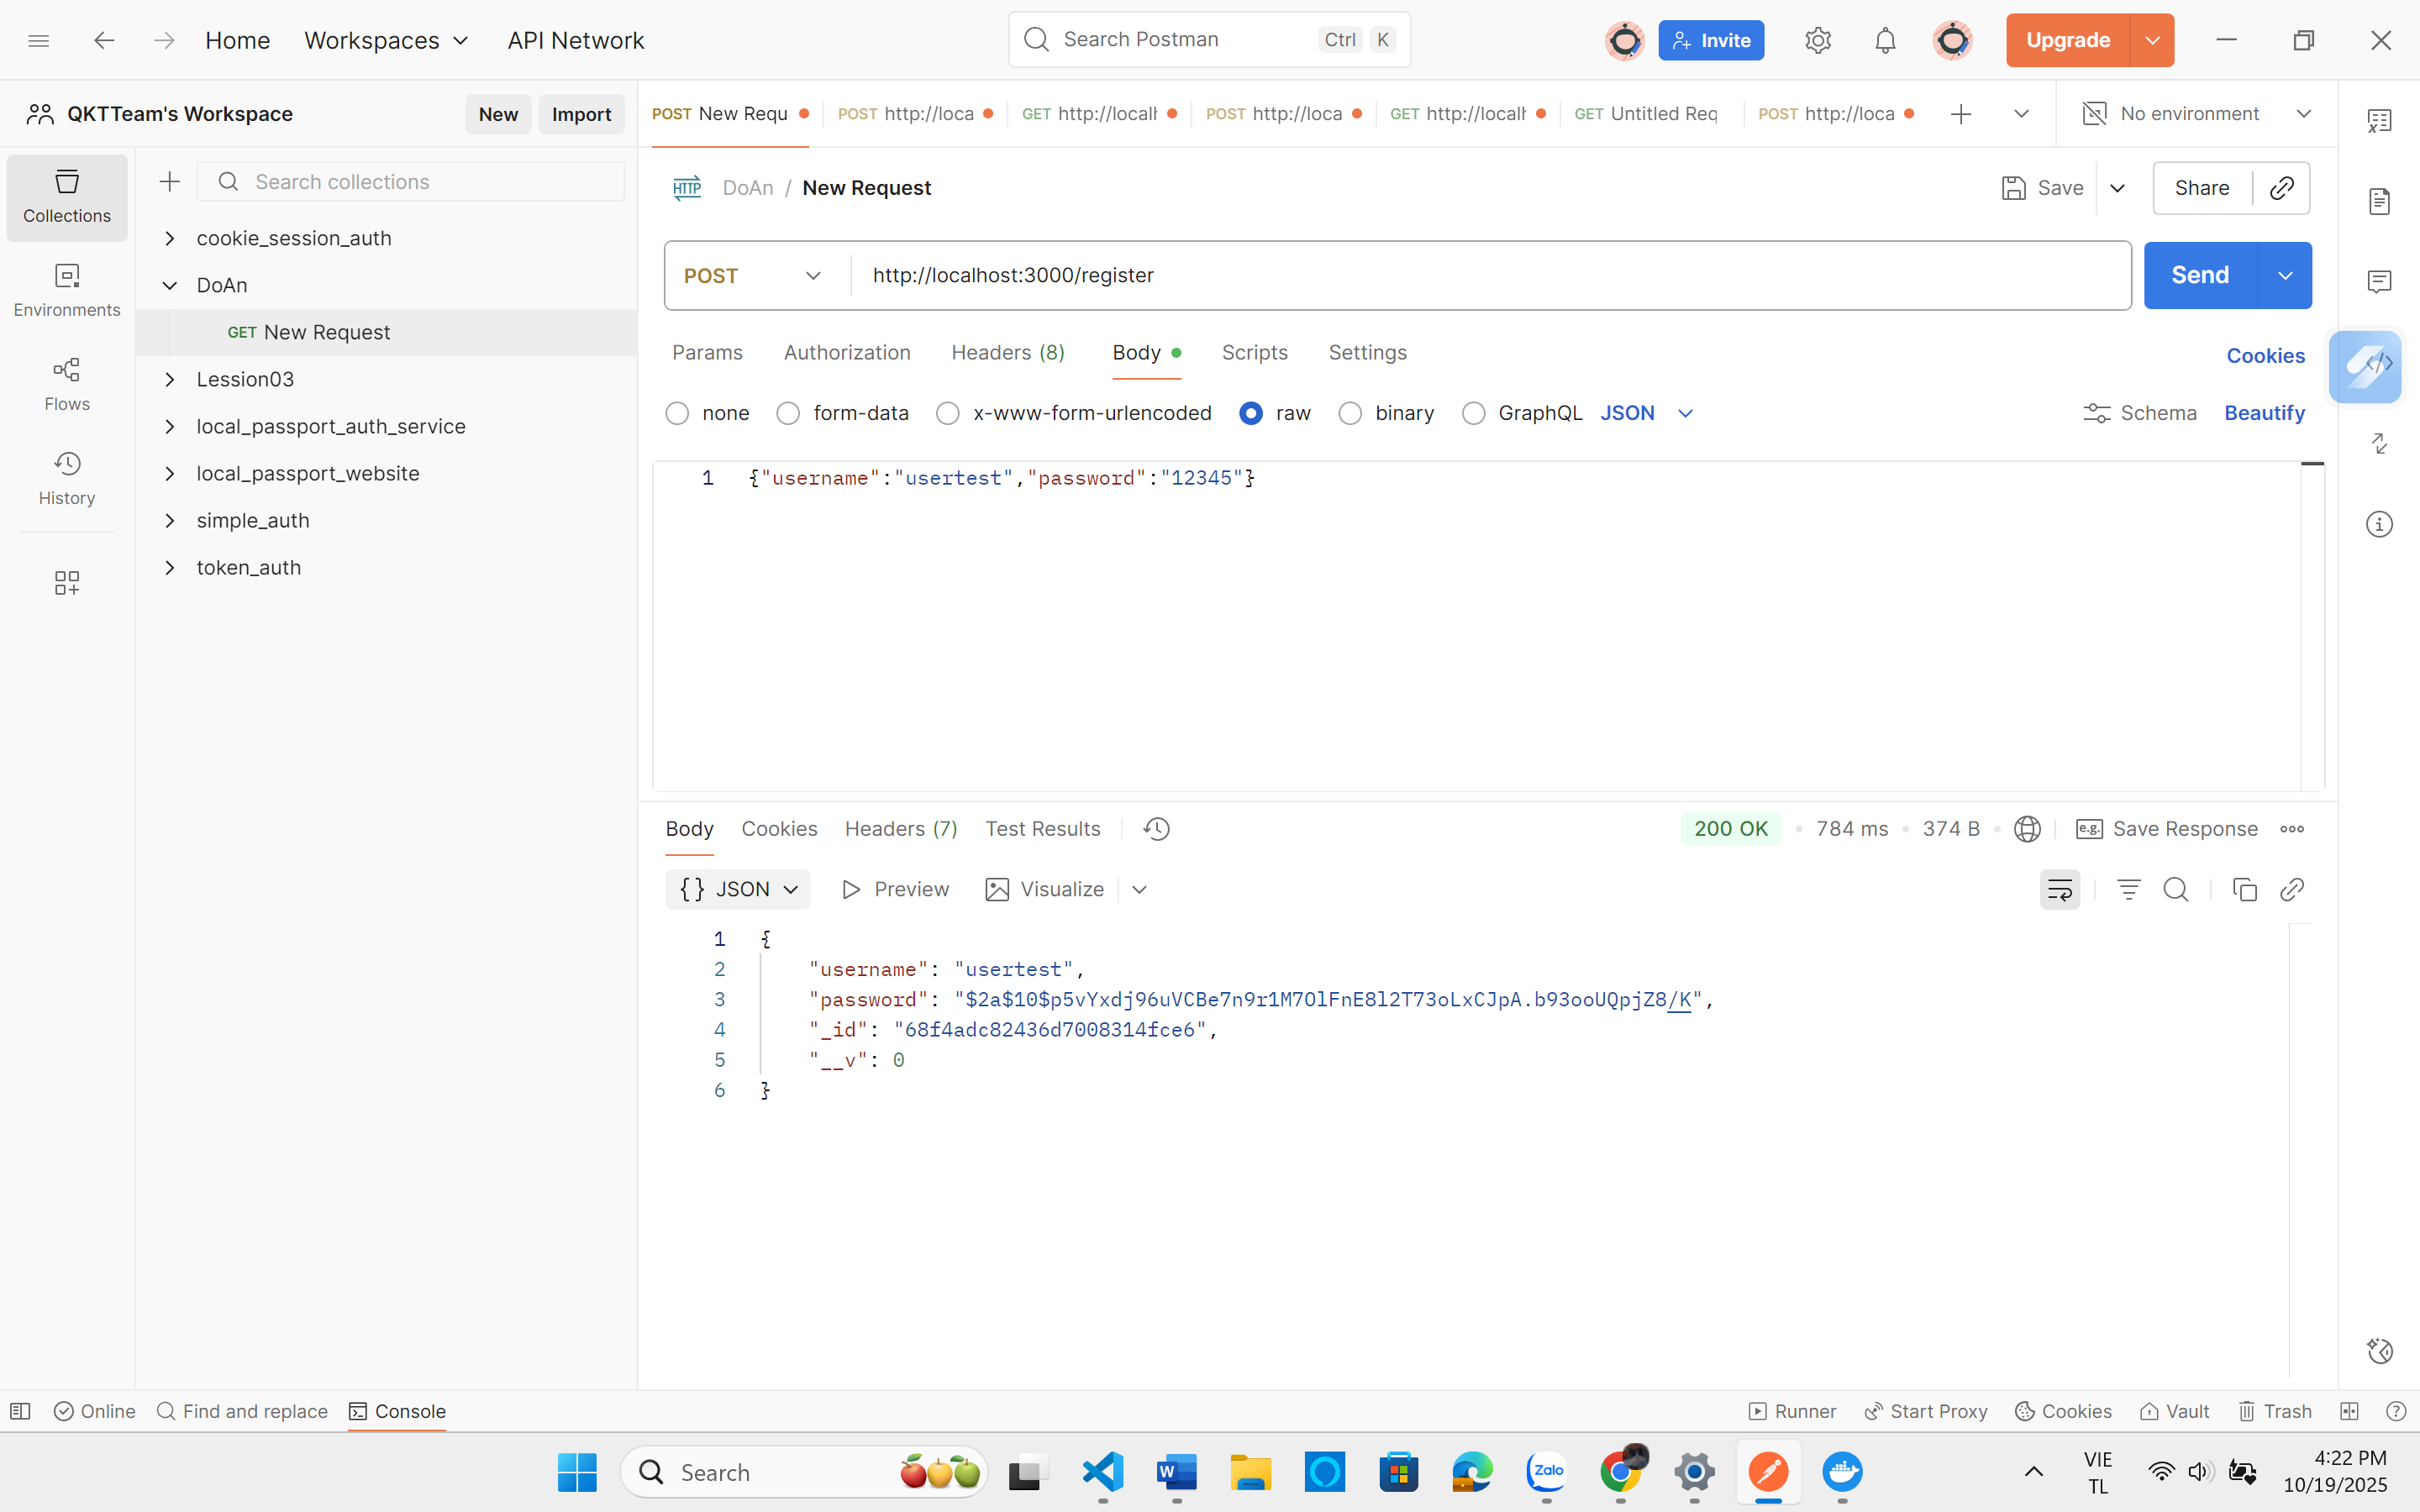 Home Workspaces API Network Search Postman Ctrl K Invite Upgrade
QKTTeam's Workspace New Import
POST New Requ POST http://loca GET http://localh POST http://loca GET http://localh GET Untitled Req POST http://loca No environment
Collections
Environments
Flows
History
Search collections
cookie_session_auth
DoAn
GET New Request
Lession03
local_passport_auth_service
local_passport_website
simple_auth
token_auth
HTTP DoAn / New Request Save Share
POST http://localhost:3000/register Send
Params Authorization Headers (8) Body Scripts Settings Cookies
none form-data x-www-form-urlencoded raw binary GraphQL JSON Schema Beautify
1 {"username":"usertest","password":"12345"}
Body Cookies Headers (7) Test Results 200 OK 784 ms 374 B e.g. Save Response
{} JSON Preview Visualize
1 {
2 "username": "usertest",
3 "password": "$2a$10$p5vYxdj96uVCBe7n9r1M7OlFnE8l2T73oLxCJpA.b93ooUQpjZ8/K",
4 "_id": "68f4adc82436d7008314fce6",
5 "__v": 0
6 }
Online Find and replace Console Runner Start Proxy Cookies Vault Trash
Search W Zalo VIE 4:22 PM
TL 10/19/2025